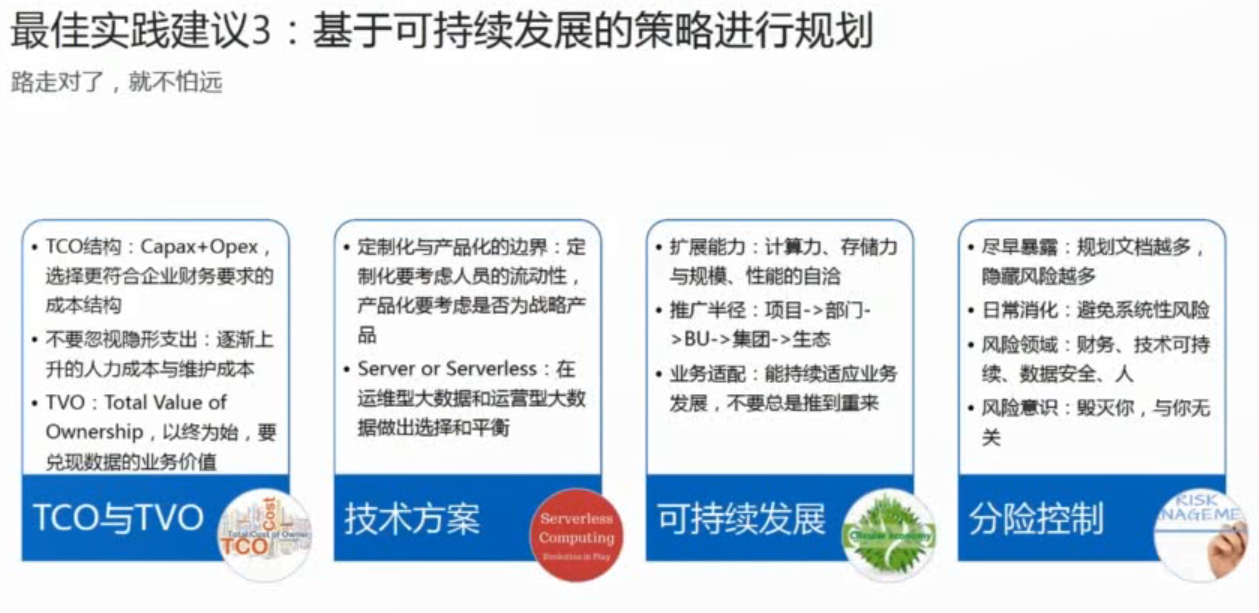 最佳实践建议3：基于可持续发展的策略进行规划
路走对了，就不怕远
• TCO结构：Capax+Opex，
选择更符合企业财务要求的
成本结构
• 不要忽视隐形支出：逐渐上
升的人力成本与维护成本
• TVO：Total Value of
Ownership，以终为始，要
兑现数据的业务价值
TCO与TVO
Cost
Total Cost of Owner
TCO
• 定制化与产品化的边界：定
制化要考虑人员的流动性，
产品化要考虑是否为战略产
品
• Server or Serverless：在
运维型大数据和运营型大数
据做出选择和平衡
技术方案
Serverless
Computing
Evolution in Play
• 扩展能力：计算力、存储力
与规模、性能的自洽
• 推广半径：项目->部门-
>BU->集团->生态
• 业务适配：能持续适应业务
发展，不要总是推到重来
可持续发展
Circular economy
• 尽早暴露：规划文档越多，
隐藏风险越多
• 日常消化：避免系统性风险
• 风险领域：财务、技术可持
续、数据安全、人
• 风险意识：毁灭你，与你无
关
分险控制
RISK
NAGEME